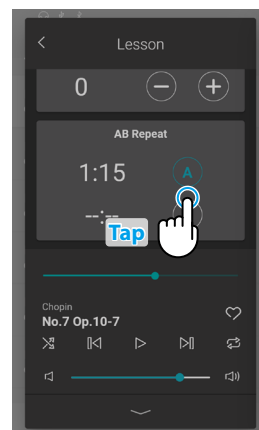 Lesson
0
AB Repeat
1:15
A
--:--
Tap
Chopin
No.7 Op.10-7